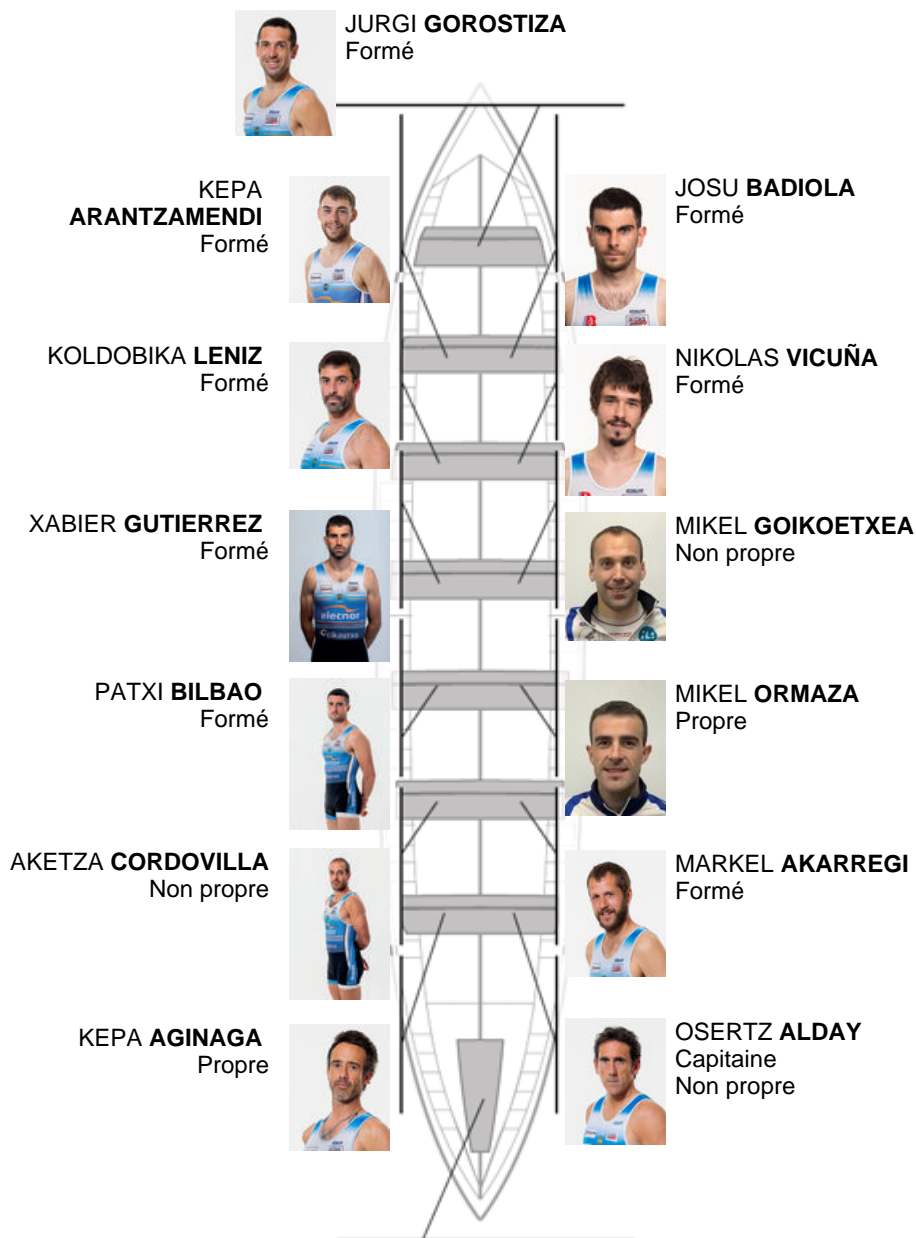 JURGI GOROSTIZA
Formé
KEPA
ARANTZAMENDI
Formé
JOSU BADIOLA
Formé
KOLDOBIKA LENIZ
Formé
NIKOLAS VICUÑA
Formé
XABIER GUTIERREZ
Formé
elecnor
cikautxo
MIKEL GOIKOETXEA
Non propre
PATXI BILBAO
Formé
MIKEL ORMAZA
Propre
AKETZA CORDOVILLA
Non propre
MARKEL AKARREGI
Formé
KEPA AGINAGA
Propre
OSERTZ ALDAY
Capitaine
Non propre